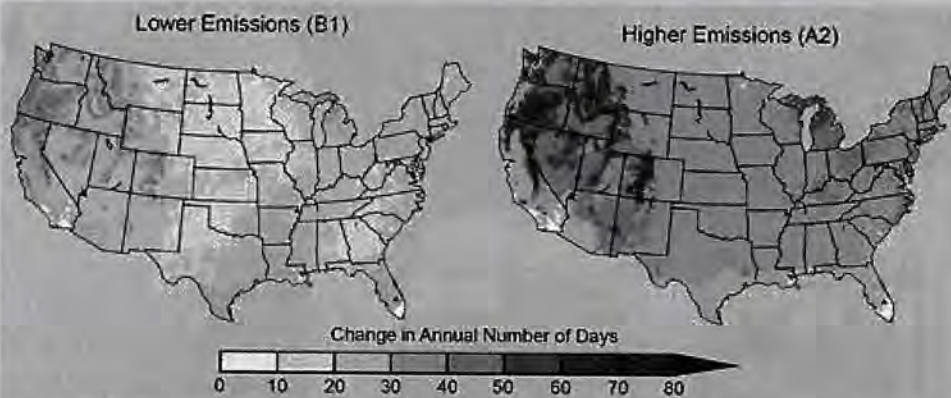 Lower Emissions (B1)
Higher Emissions (A2)
Change in Annual Number of Days
0 10 20 30 40 50 60 70 80